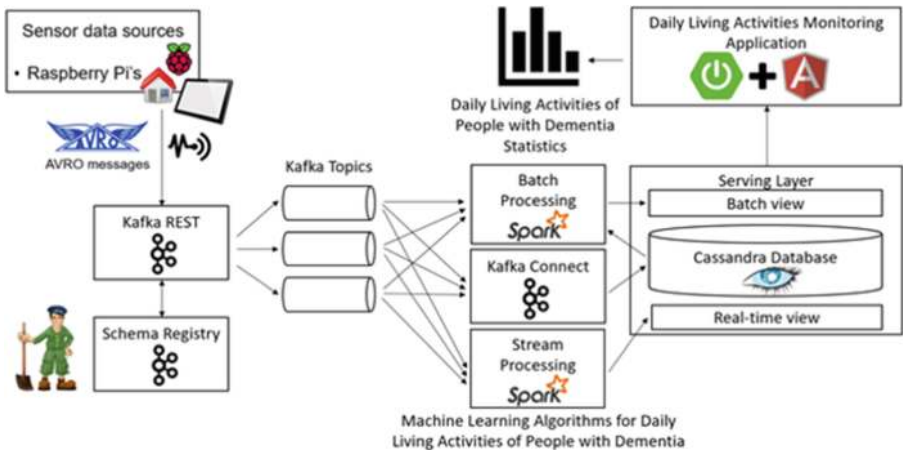 Sensor data sources
• Raspberry Pi's
AVRO
AVRO messages
Kafka REST
Schema Registry
Kafka Topics
Daily Living Activities of
People with Dementia
Statistics
Batch
Processing
Spark
Kafka Connect
Stream
Processing
Spark
Machine Learning Algorithms for Daily
Living Activities of People with Dementia
Daily Living Activities Monitoring
Application
A
Serving Layer
Batch view
Cassandra Database
Real-time view